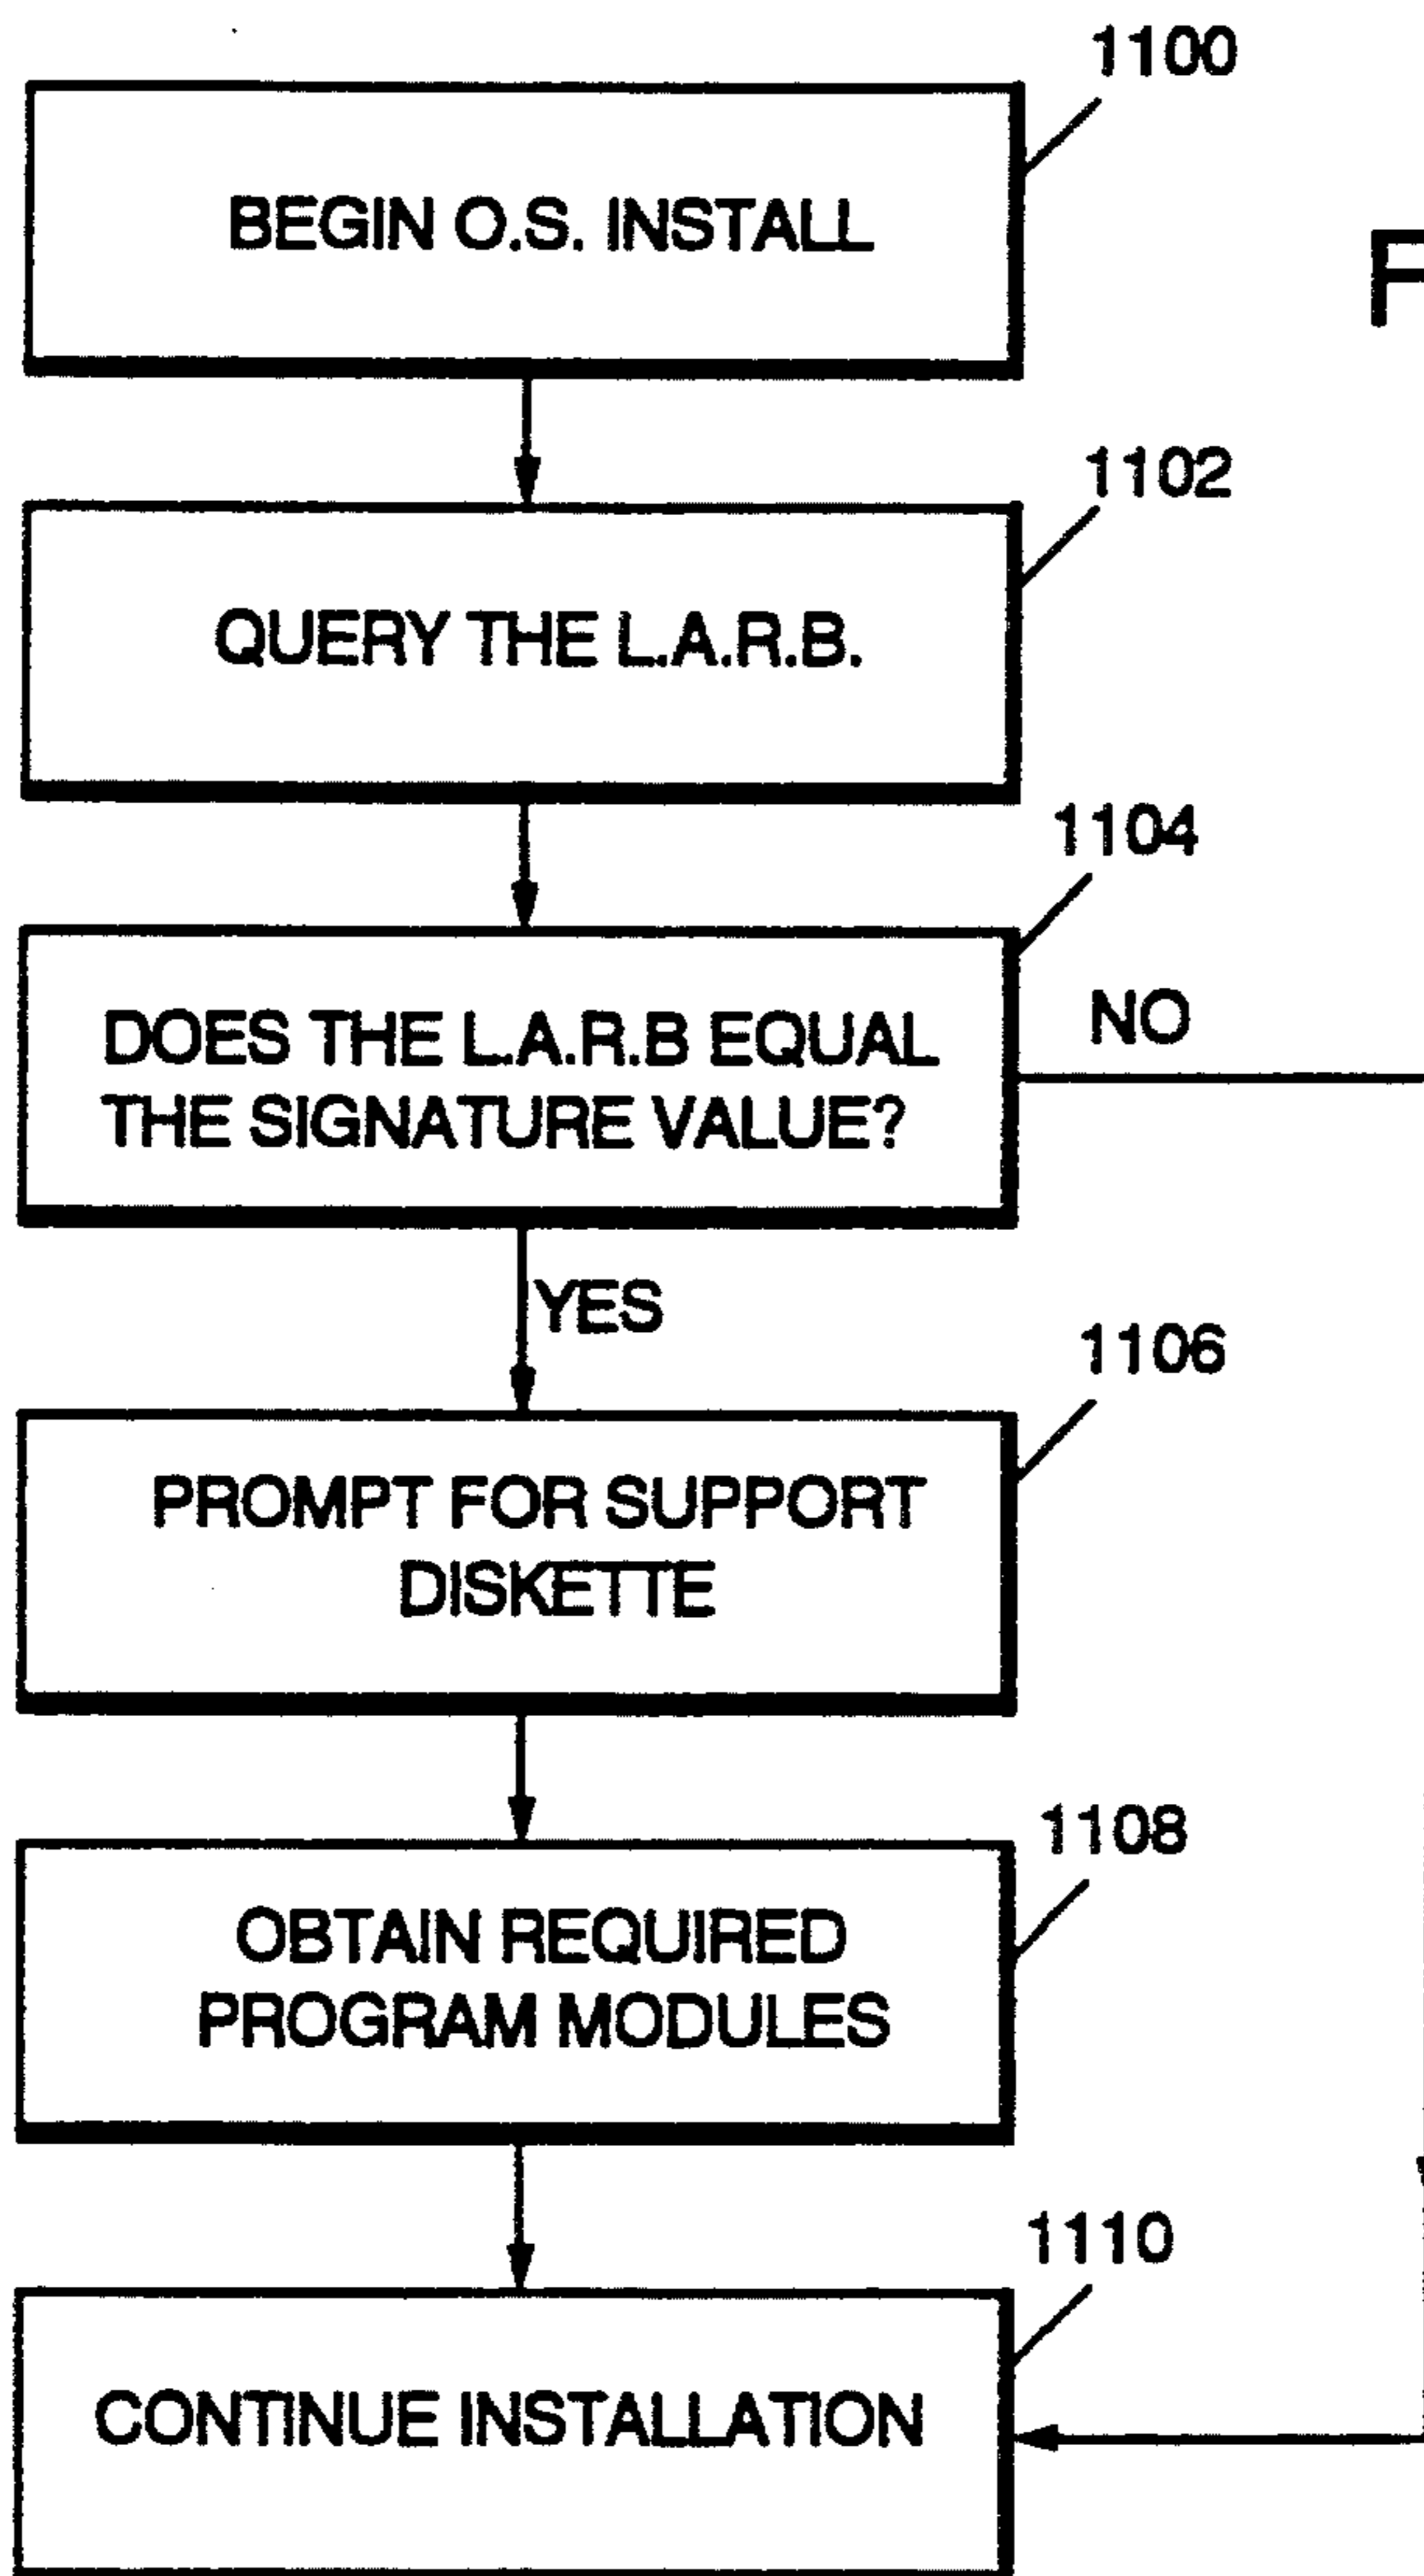 1100
BEGIN O.S. INSTALL
F
1102
QUERY THE L.A.R.B.
1104
DOES THE L.A.R.B EQUAL
THE SIGNATURE VALUE?
NO
YES
1106
PROMPT FOR SUPPORT
DISKETTE
1108
OBTAIN REQUIRED
PROGRAM MODULES
1110
CONTINUE INSTALLATION